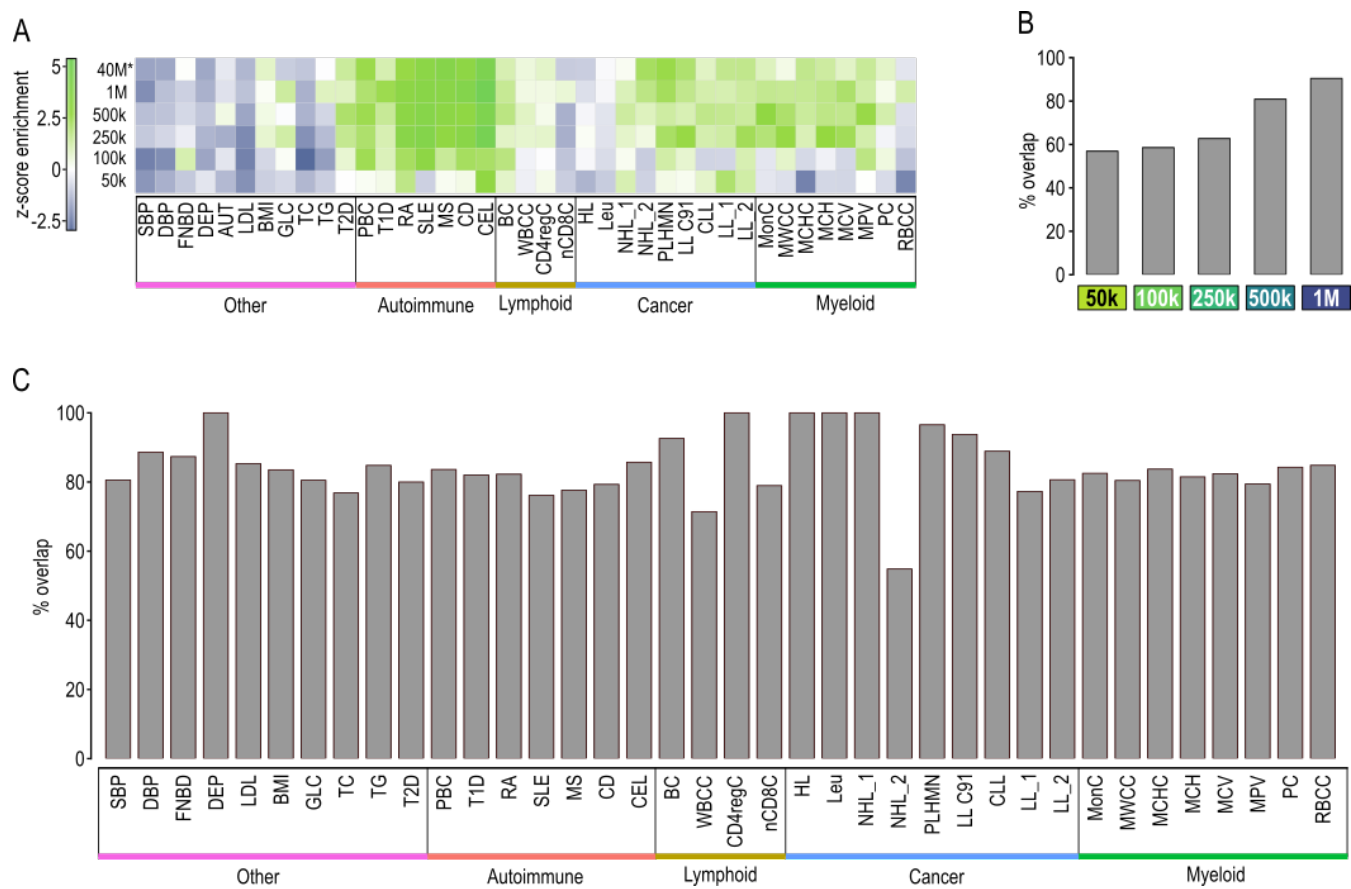 A
z-score enrichment
5
2.5
0
-2.5
40M*
1M
500k
250k
100k
50k
SBP
DBP
FNBD
DEP
AUT
LDL
BMI
GLC
TC
TG
T2D
PBC
T1D
RA
SLE
MS
CD
CEL
BC
WBCC
CD4regC
nCD8C
HL
Leu
NHL_1
NHL_2
PLHMN
LL C91
CLL
LL_1
LL_2
MonC
MWCC
MCHC
MCH
MCV
MPV
PC
RBCC
Other
Autoimmune
Lymphoid
Cancer
Myeloid
B
% overlap
100
80
60
40
20
0
50k
100k
250k
500k
1M
C
% overlap
100
80
60
40
20
0
SBP
DBP
FNBD
DEP
LDL
BMI
GLC
TC
TG
T2D
PBC
T1D
RA
SLE
MS
CD
CEL
BC
WBCC
CD4regC
nCD8C
HL
Leu
NHL_1
NHL_2
PLHMN
LL C91
CLL
LL_1
LL_2
MonC
MWCC
MCHC
MCH
MCV
MPV
PC
RBCC
Other
Autoimmune
Lymphoid
Cancer
Myeloid